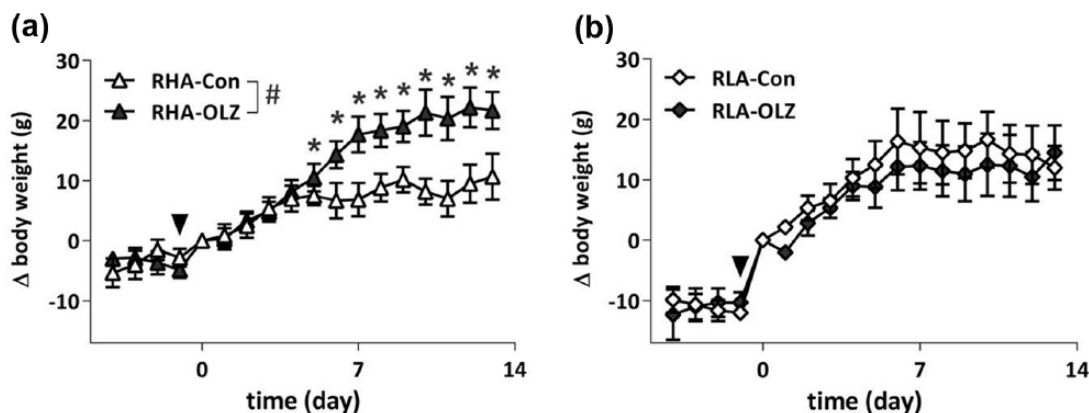 (a)
30
20
10
0
-10
Δ body weight (g)
RHA-Con
RHA-OLZ
#
* * * * * * * * *
0 7 14
time (day)
(b)
30
20
10
0
-10
Δ body weight (g)
RLA-Con
RLA-OLZ
0 7 14
time (day)